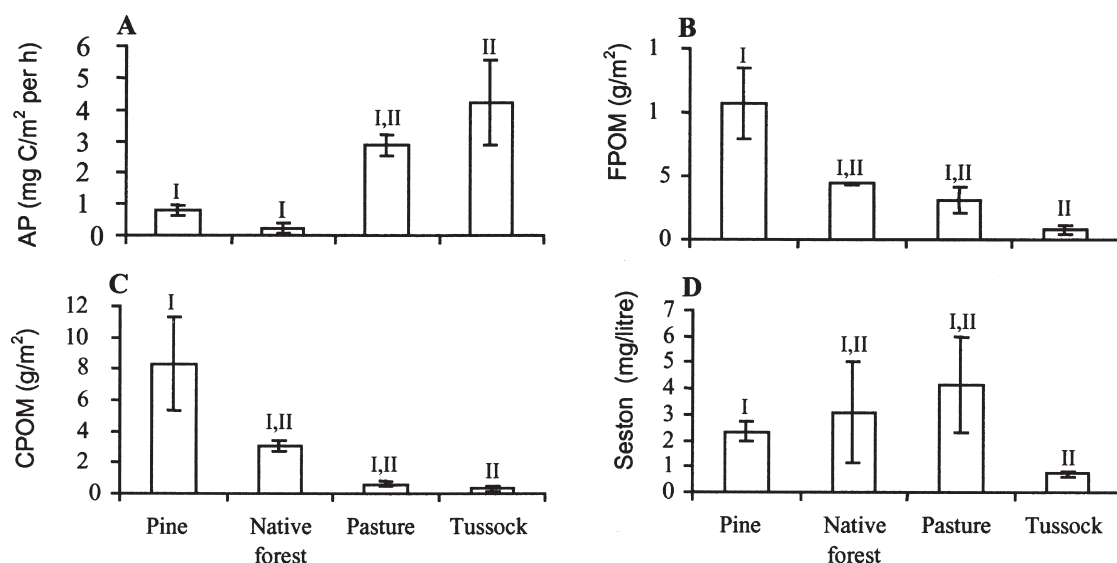 A
AP (mg C/m² per h)
6
5
4
3
2
1
0
I
I
I,II
II
B
FPOM (g/m²)
1
1
5
0
I
I,II
I,II
II
C
CPOM (g/m²)
12
10
8
6
4
2
0
I
I,II
I,II
II
Pine
Native
forest
Pasture
Tussock
D
Seston (mg/litre)
7
6
5
4
3
2
1
0
I
I,II
I,II
II
Pine
Native
forest
Pasture
Tussock